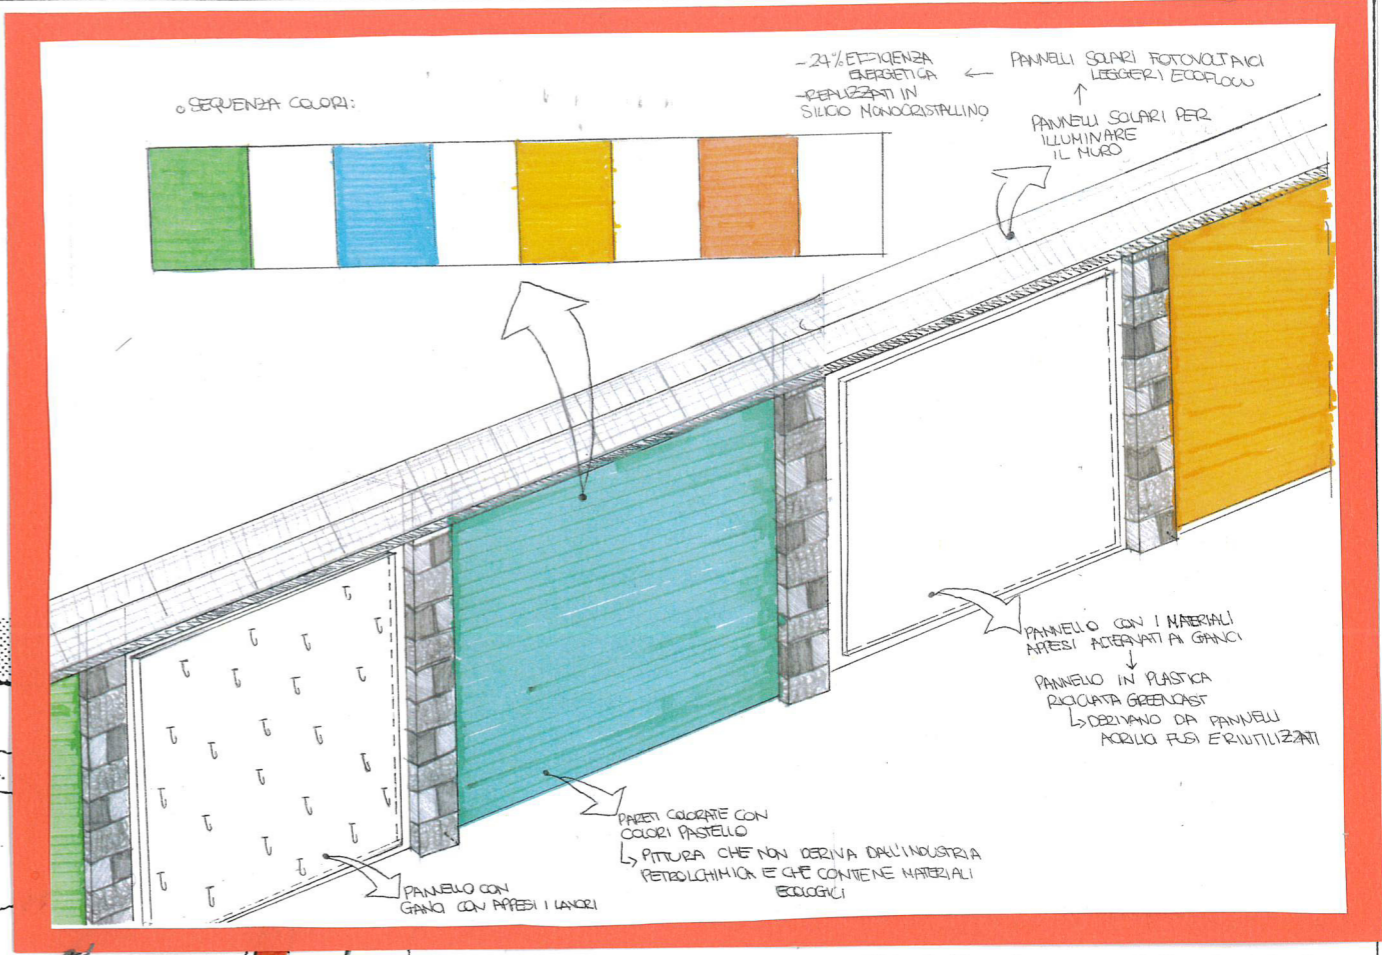 SEQUENZA COLORI:
- 24% EFFICIENZA
ENERGETICA
- REALIZZATI IN
SILICIO MONOCRISTALLINO
PANNELLI SOLARI FOTOVOLTAICI
LEGGERI ECOFLOW
PANNELLI SOLARI PER
ILLUMINARE
IL MURO
PANNELLO CON I MATERIALI
APPESI ALTERNATI AI GANCI
PANNELLO IN PLASTICA
RICICLATA GREENCAST
DERIVANO DA PANNELLI
ACRILICI FUSI E RIUTILIZZATI
PARETI COLORATE CON
COLORI PASTELLO
PITTURA CHE NON DERIVA DALL'INDUSTRIA
PETROLCHIMICA E CHE CONTIENE MATERIALI
ECOLOGICI
PANNELLO CON
GANCI CON APPESI I LAVORI